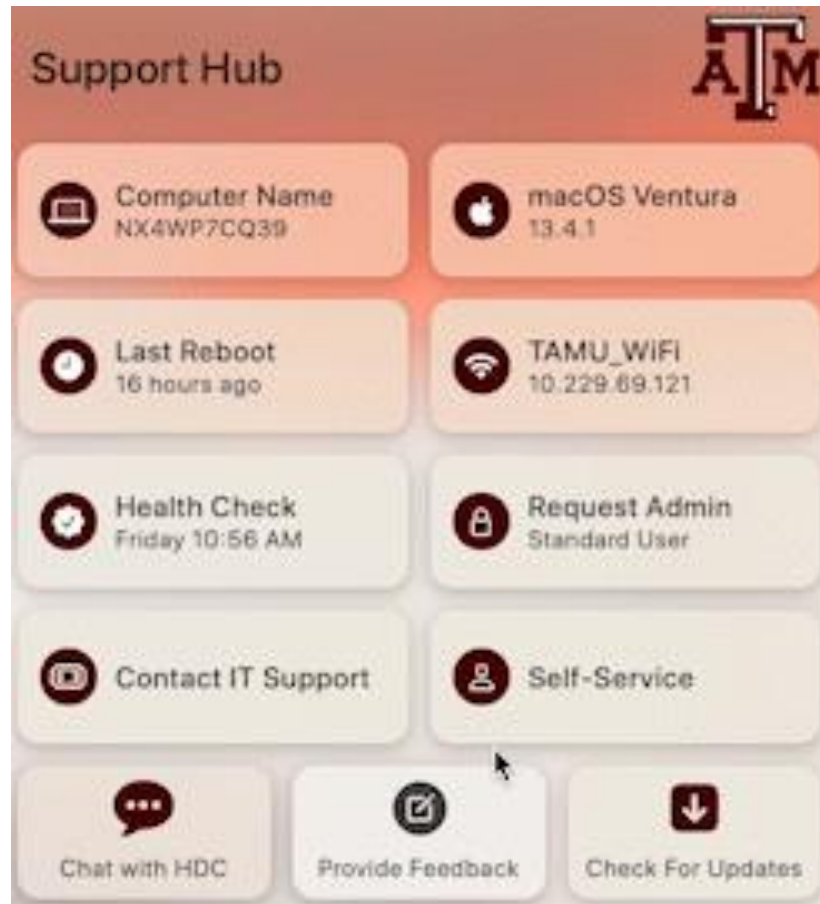 Support Hub
ATM
Computer Name
NX4WP7CQ39
macOS Ventura
13.4.1
Last Reboot
16 hours ago
TAMU_WiFi
10.229.69.121
Health Check
Friday 10:56 AM
Request Admin
Standard User
Contact IT Support
Self-Service
Chat with HDC
Provide Feedback
Check For Updates